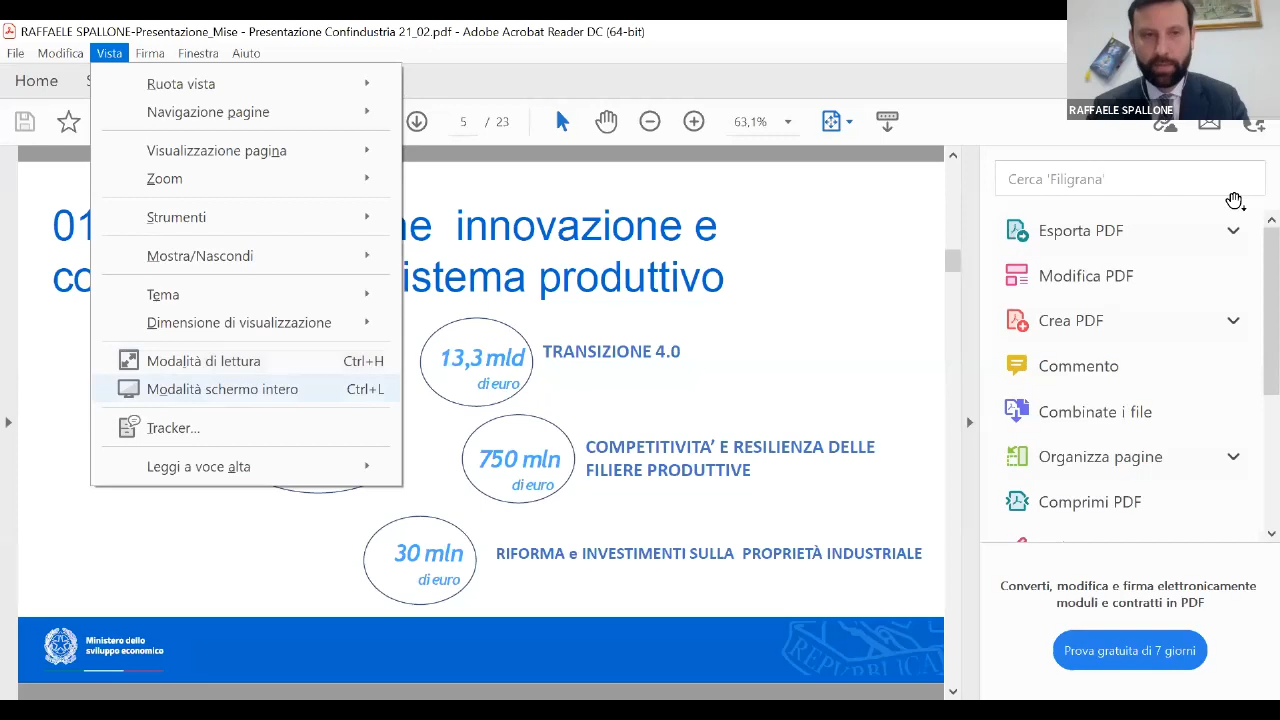 RAFFAELE SPALLONE-Presentazione_Mise - Presentazione Confindustria 21_02.pdf - Adobe Acrobat Reader DC (64-bit)
File Modifica Vista Firma Finestra Aiuto
RAFFAELE SPALLONE
Home
Ruota vista
Navigazione pagine
Visualizzazione pagina
Zoom
Strumenti
Mostra/Nascondi
Tema
Dimensione di visualizzazione
Modalità di lettura Ctrl+H
Modalità schermo intero Ctrl+L
Tracker...
Leggi a voce alta
5 / 23
63,1%
01 innovazione e
sistema produttivo
13,3 mld
di euro
TRANSIZIONE 4.0
750 mln
di euro
COMPETITIVITA' E RESILIENZA DELLE
FILIERE PRODUTTIVE
30 mln
di euro
RIFORMA e INVESTIMENTI SULLA PROPRIETÀ INDUSTRIALE
Ministero dello
sviluppo economico
REPVBBLICA
Cerca 'Filigrana'
Esporta PDF
Modifica PDF
Crea PDF
Commento
Combinate i file
Organizza pagine
Comprimi PDF
Converti, modifica e firma elettronicamente
moduli e contratti in PDF
Prova gratuita di 7 giorni